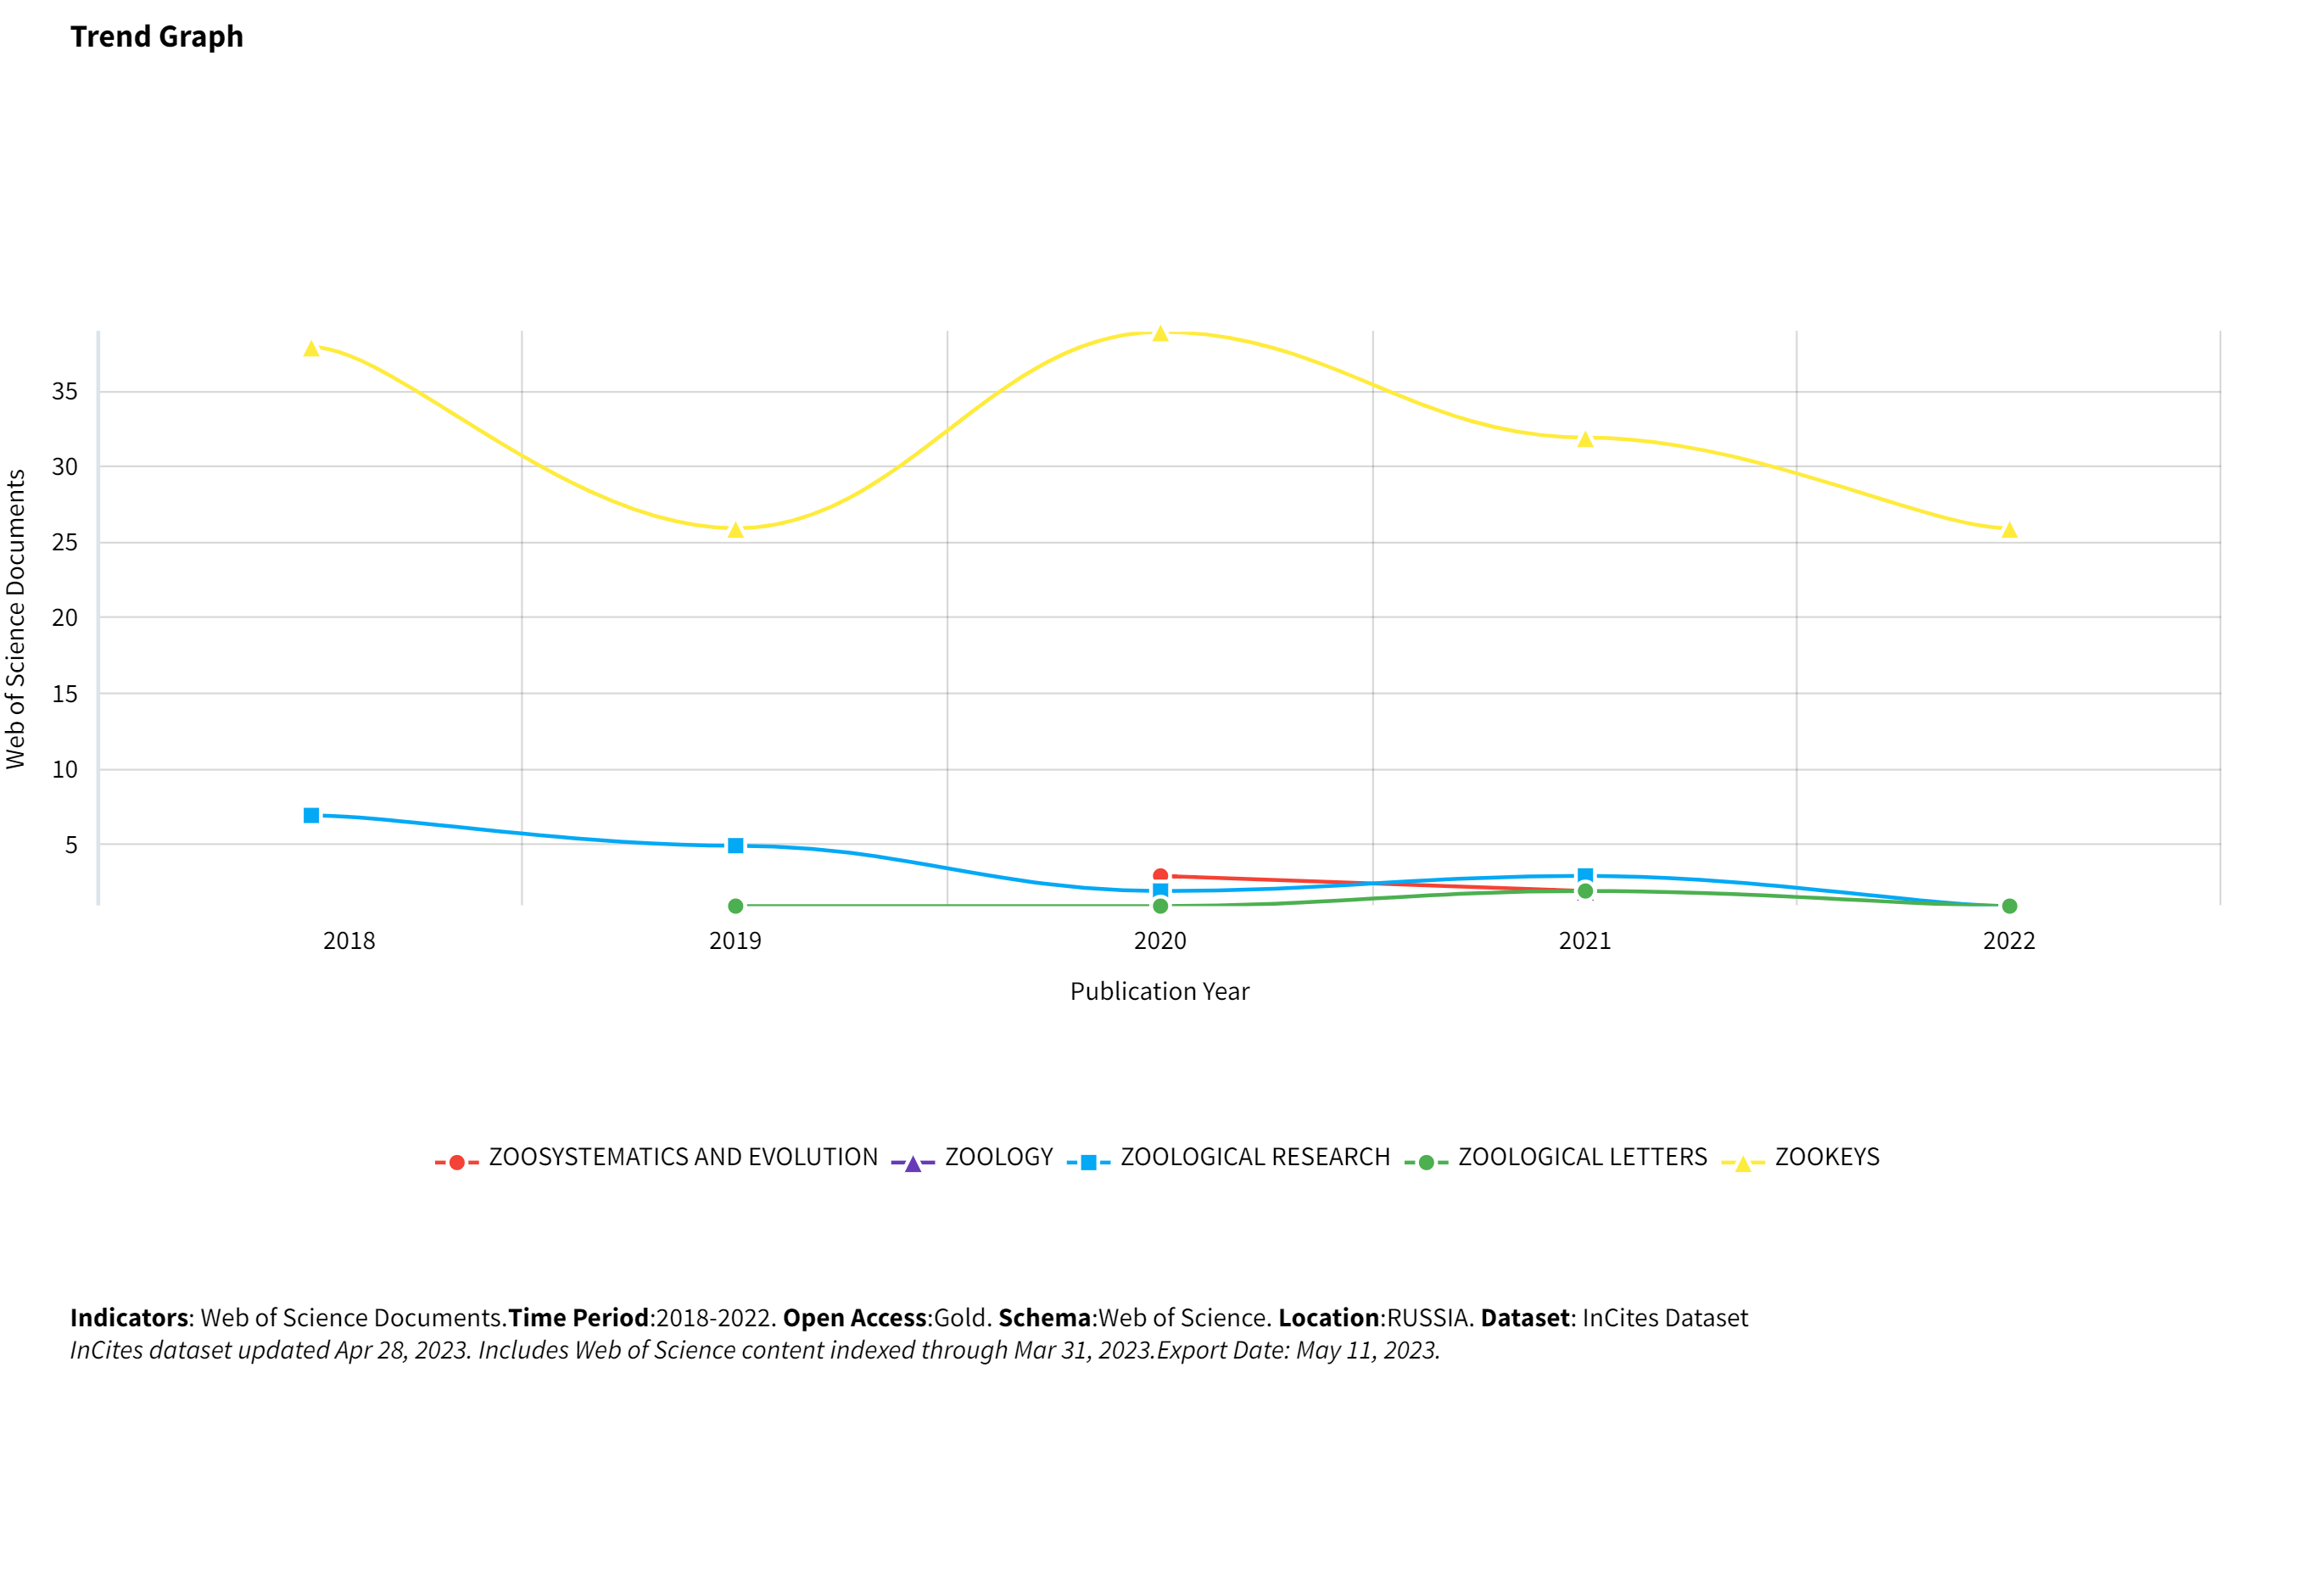 Trend Graph
Web of Science Documents
35
30
25
20
15
10
5
2018 2019 2020 2021 2022
Publication Year
ZOOSYSTEMATICS AND EVOLUTION ZOOLOGY ZOOLOGICAL RESEARCH ZOOLOGICAL LETTERS ZOOKEYS
Indicators: Web of Science Documents.Time Period:2018-2022. Open Access:Gold. Schema:Web of Science. Location:RUSSIA. Dataset: InCites Dataset
InCites dataset updated Apr 28, 2023. Includes Web of Science content indexed through Mar 31, 2023.Export Date: May 11, 2023.